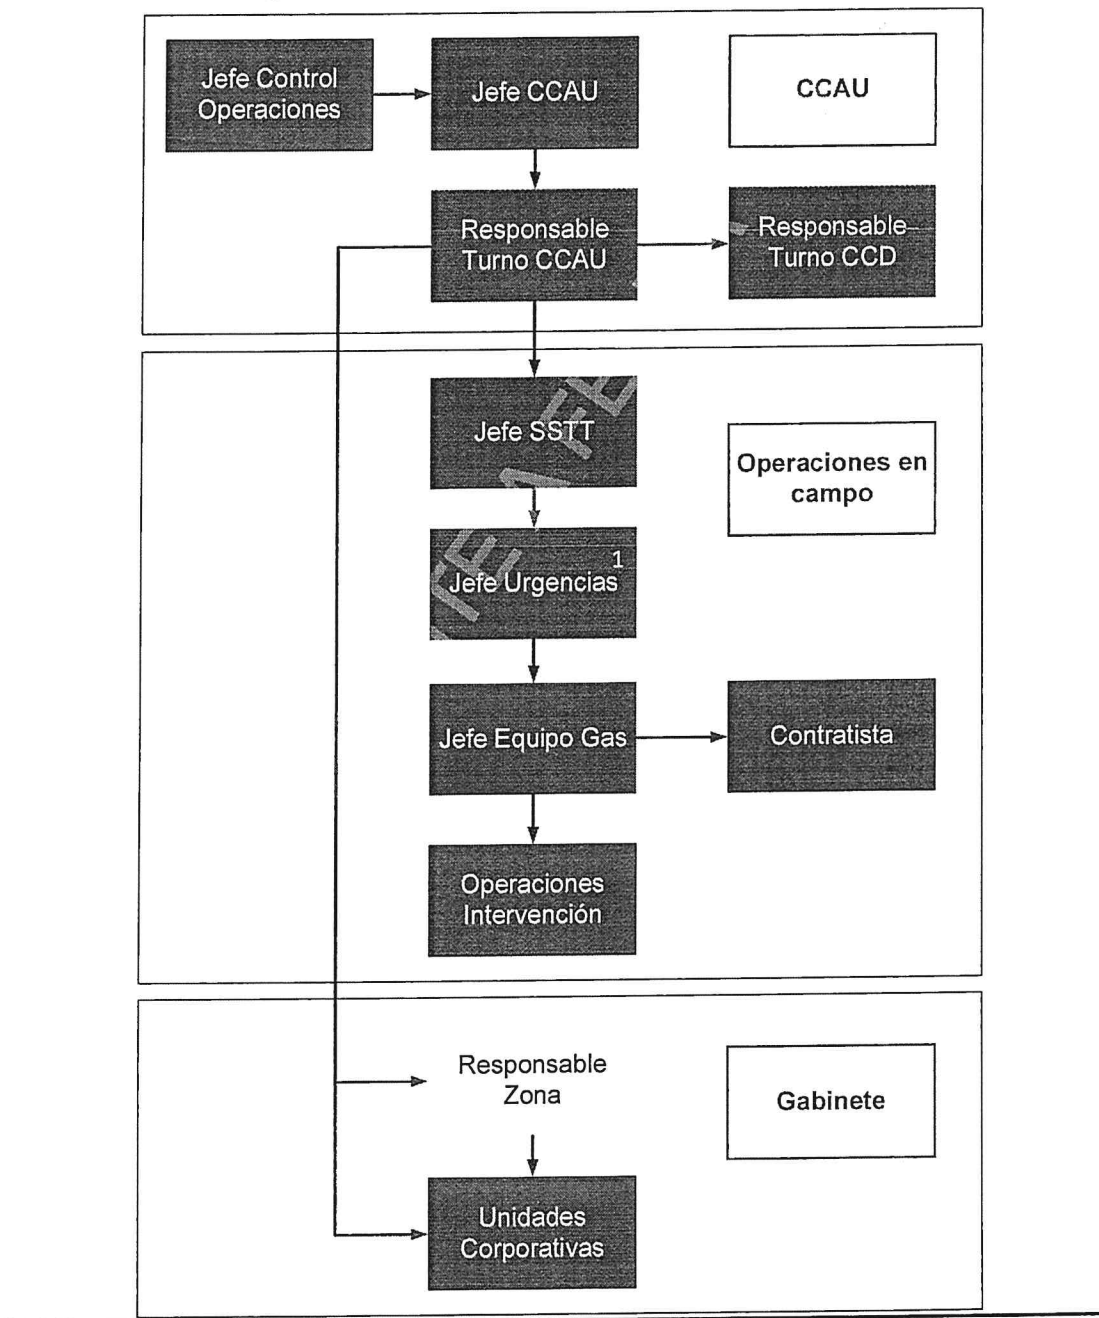 Jefe Control
Operaciones
Jefe CCAU
CCAU
Responsable
Turno CCAU
Responsable
Turno CCD
Jefe SSTT
Operaciones en
campo
1
Jefe Urgencias
Jefe Equipo Gas
Contratista
Operaciones
Intervención
Responsable
Zona
Gabinete
Unidades
Corporativas